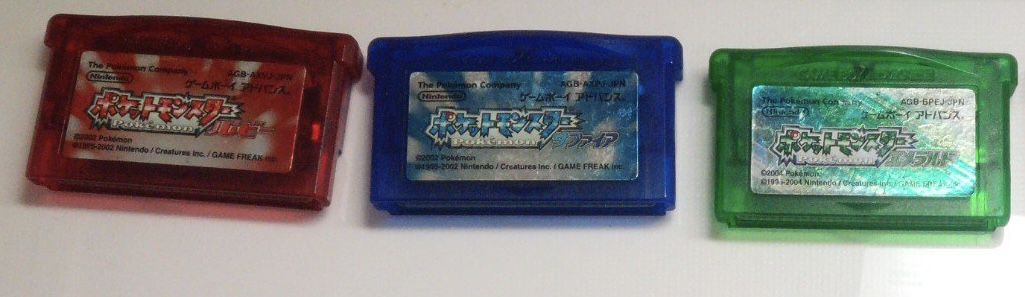 The Pokémon Company AGB-AXVJ-JPN
Nintendo ゲームボーイ アドバンス
ポケットモンスター
Pokémon ルビー
©2002 Pokémon
©1995-2002 Nintendo / Creatures Inc. / GAME FREAK inc.
The Pokémon Company AGB-AXPJ-JPN
Nintendo ゲームボーイ アドバンス
ポケットモンスター
Pokémon サファイア
©2002 Pokémon
©1995-2002 Nintendo / Creatures Inc. / GAME FREAK inc.
The Pokémon Company AGB-BPEJ-JPN
Nintendo ゲームボーイ アドバンス
ポケットモンスター
Pokémon エメラルド
©2004 Pokémon
©1995-2004 Nintendo / Creatures Inc. / GAME FREAK inc.